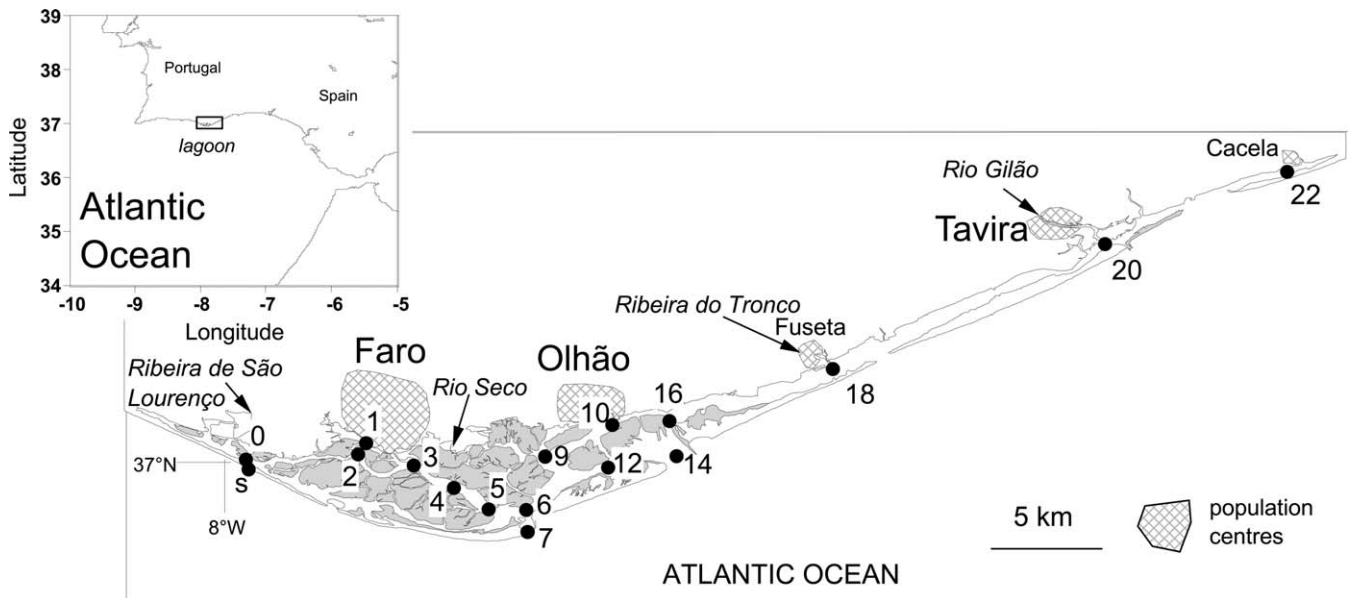 39
38
37
36
35
34
Latitude
Portugal
Spain
lagoon
Atlantic
Ocean
-10
-9
-8
-7
-6
-5
Longitude
Cacela
22
Rio Gilão
Tavira
20
Ribeira do Tronco
Fuseta
18
Ribeira de São
Lourenço
Faro
Olhão
Rio Seco
16
10
0
1
2
3
9
12
14
37°N
s
4
5
6
7
8°W
5 km
population
centres
ATLANTIC OCEAN